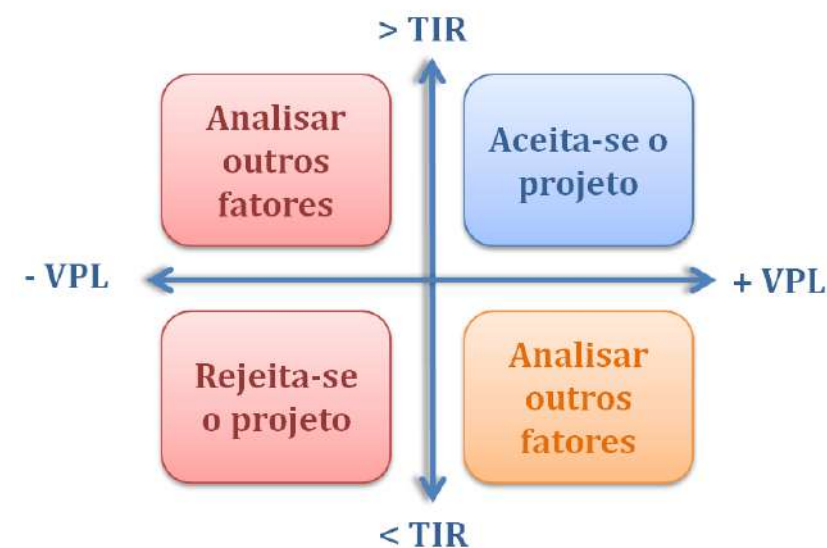 > TIR
Analisar
outros
fatores
Aceita-se o
projeto
- VPL
+ VPL
Rejeita-se
o projeto
Analisar
outros
fatores
< TIR